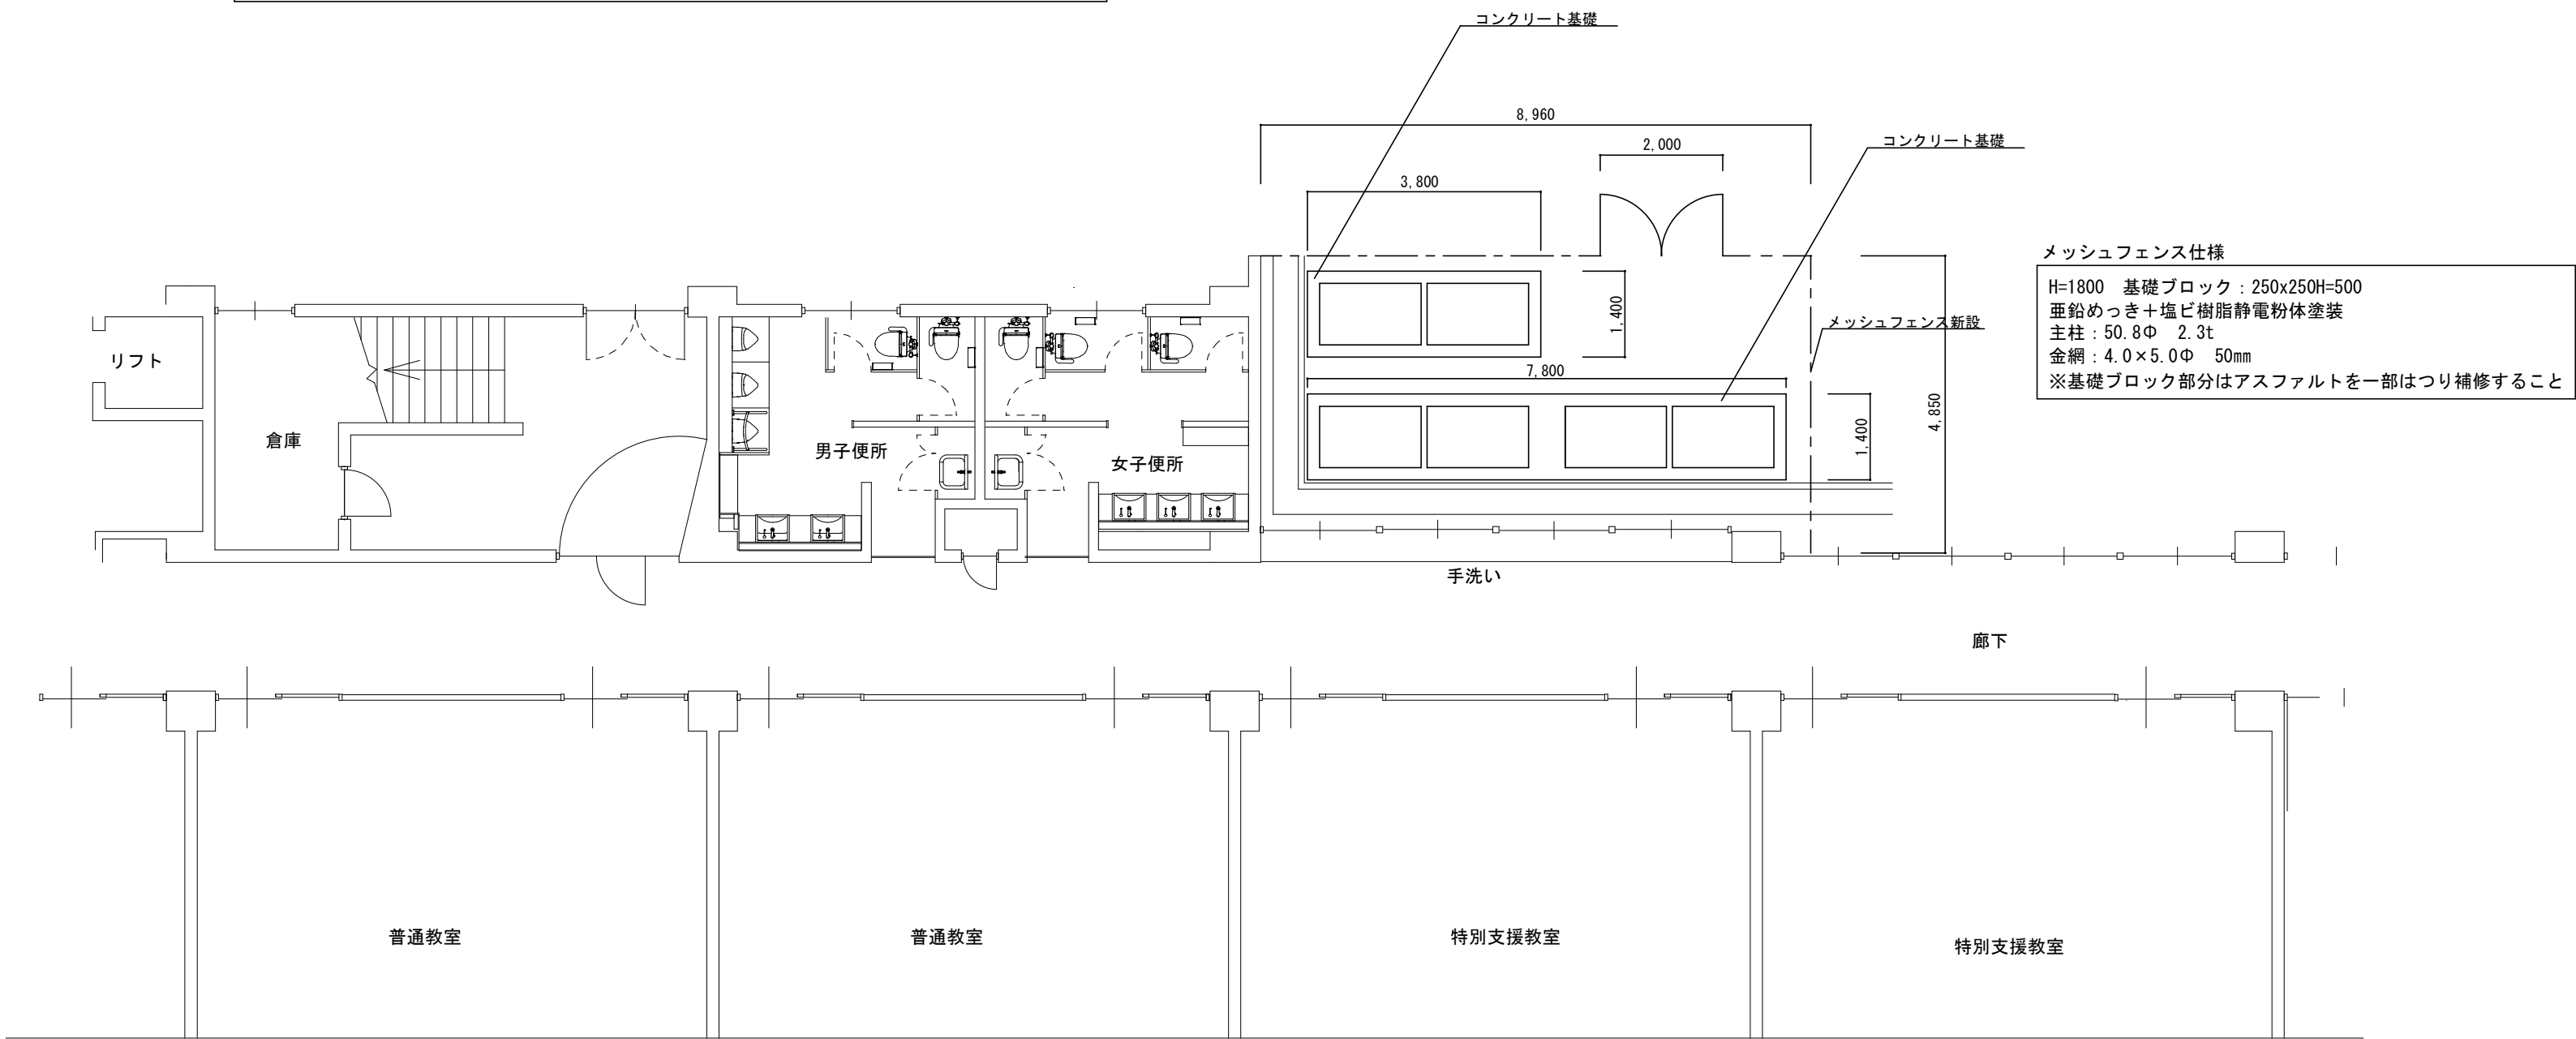 コンクリート基礎
8,960
コンクリート基礎
2,000
3,800
メッシュフェンス仕様
H=1800　基礎ブロック：250x250H=500
亜鉛めっき＋塩ビ樹脂静電粉体塗装
主柱：50.8Φ　2.3t
金網：4.0×5.0Φ　50mm
※基礎ブロック部分はアスファルトを一部はつり補修すること
1,400
メッシュフェンス新設
リフト
7,800
4,850
倉庫
男子便所
女子便所
1,400
手洗い
廊下
普通教室
普通教室
特別支援教室
特別支援教室